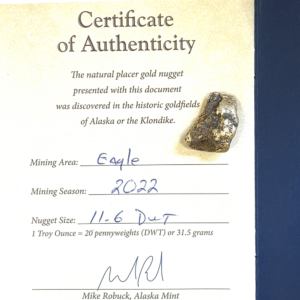 Certificate
of Authenticity
The natural placer gold nugget
presented with this document
was discovered in the historic goldfields
of Alaska or the Klondike.
Mining Area: Eagle
Mining Season: 2022
Nugget Size: 11.6 DWT
1 Troy Ounce = 20 pennyweights (DWT) or 31.5 grams
Mike Robuck, Alaska Mint